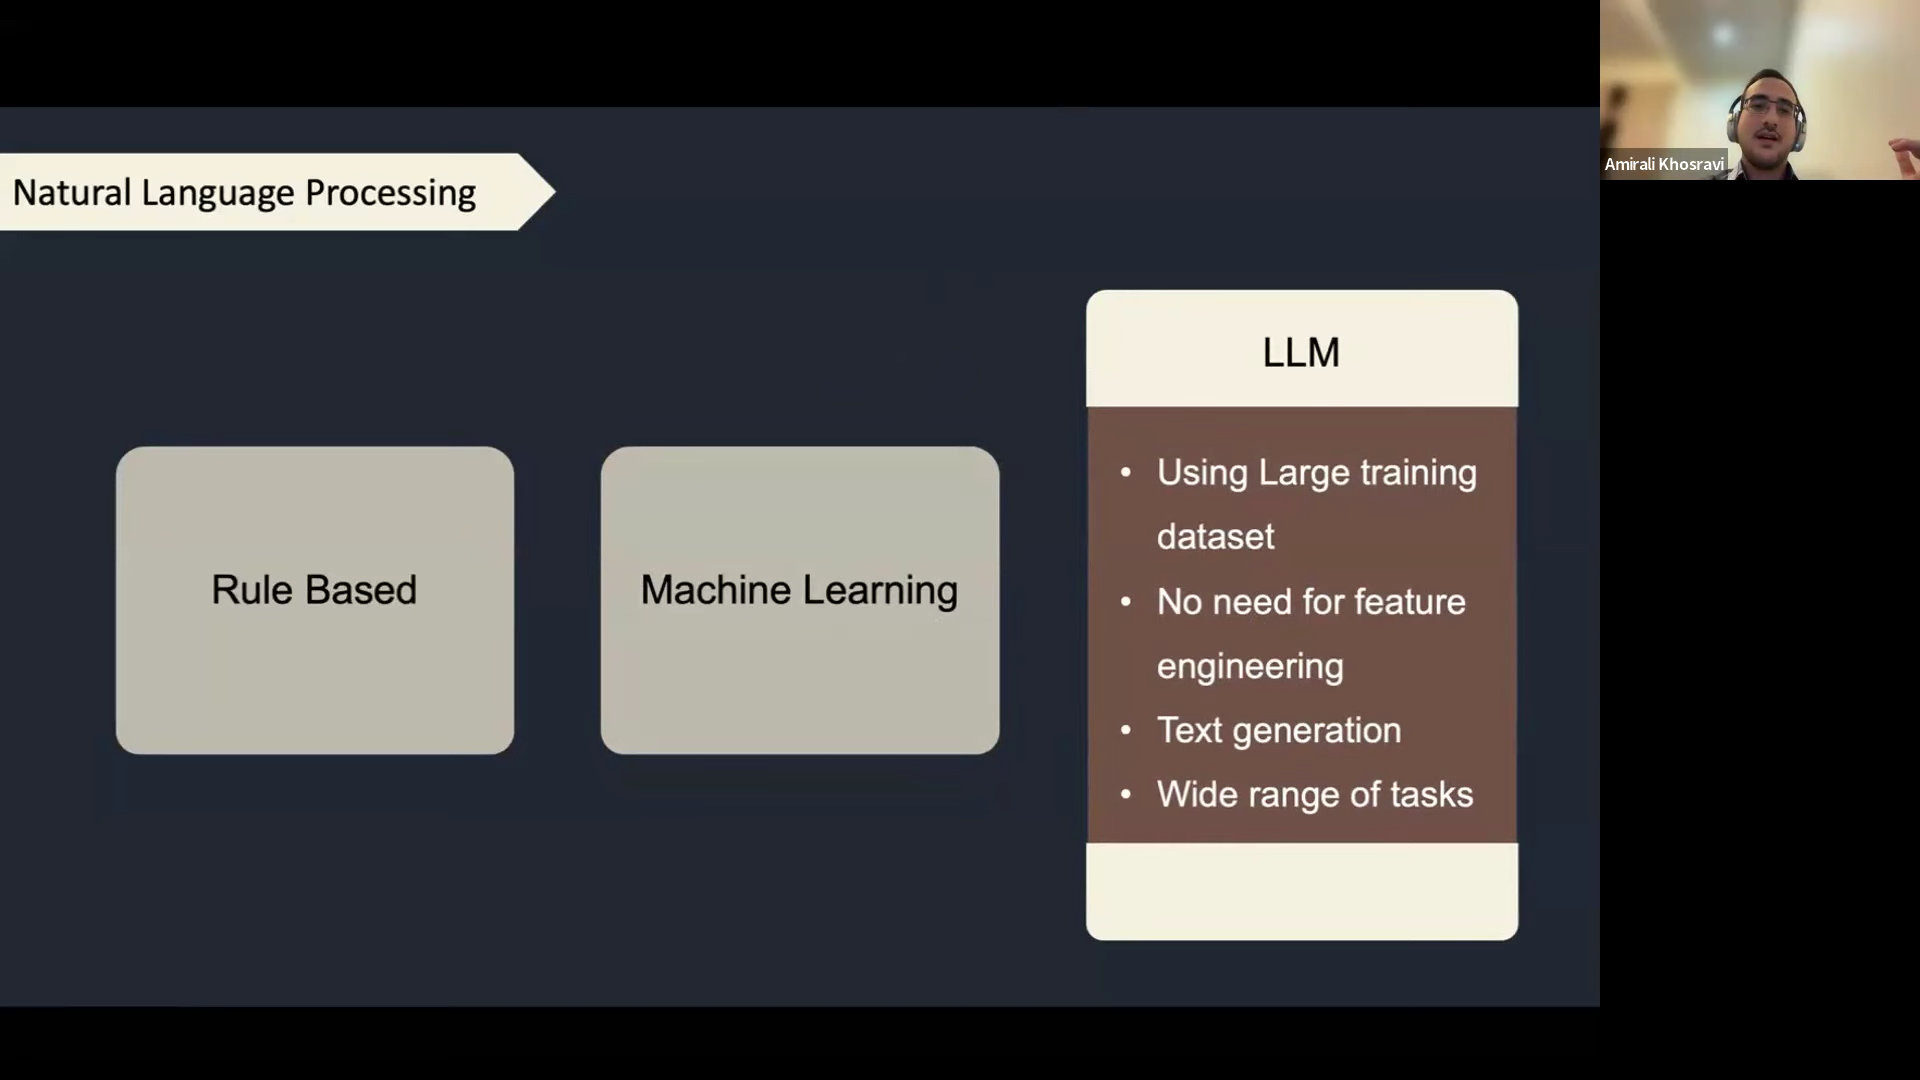 Natural Language Processing
Amirali Khosravi
Rule Based
Machine Learning
LLM
• Using Large training
dataset
• No need for feature
engineering
• Text generation
• Wide range of tasks